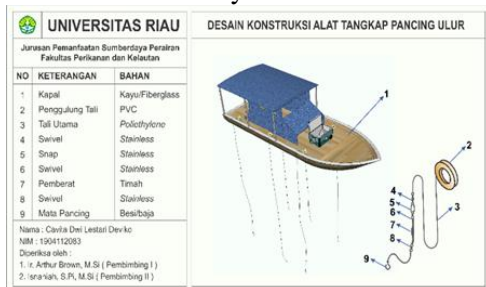 UNIVERSITAS RIAU
Jurusan Pemanfaatan Sumberdaya Perairan
Fakultas Perikanan dan Kelautan
NO KETERANGAN BAHAN
1 Kapal Kayu/Fiberglass
2 Penggulung Tali PVC
3 Tali Utama Poliethylene
4 Swivel Stainless
5 Snap Stainless
6 Swivel Stainless
7 Pemberat Timah
8 Swivel Stainless
9 Mata Pancing Besi/baja
Nama : Cavita Dwi Lestari Deviko
NIM : 1904112083
Diperiksa oleh :
1. Ir. Arthur Brown, M.Si ( Pembimbing I )
2. Isnaniah, S.Pi, M.Si ( Pembimbing II )
DESAIN KONSTRUKSI ALAT TANGKAP PANCING ULUR
1
2
3
4
5
6
7
8
9